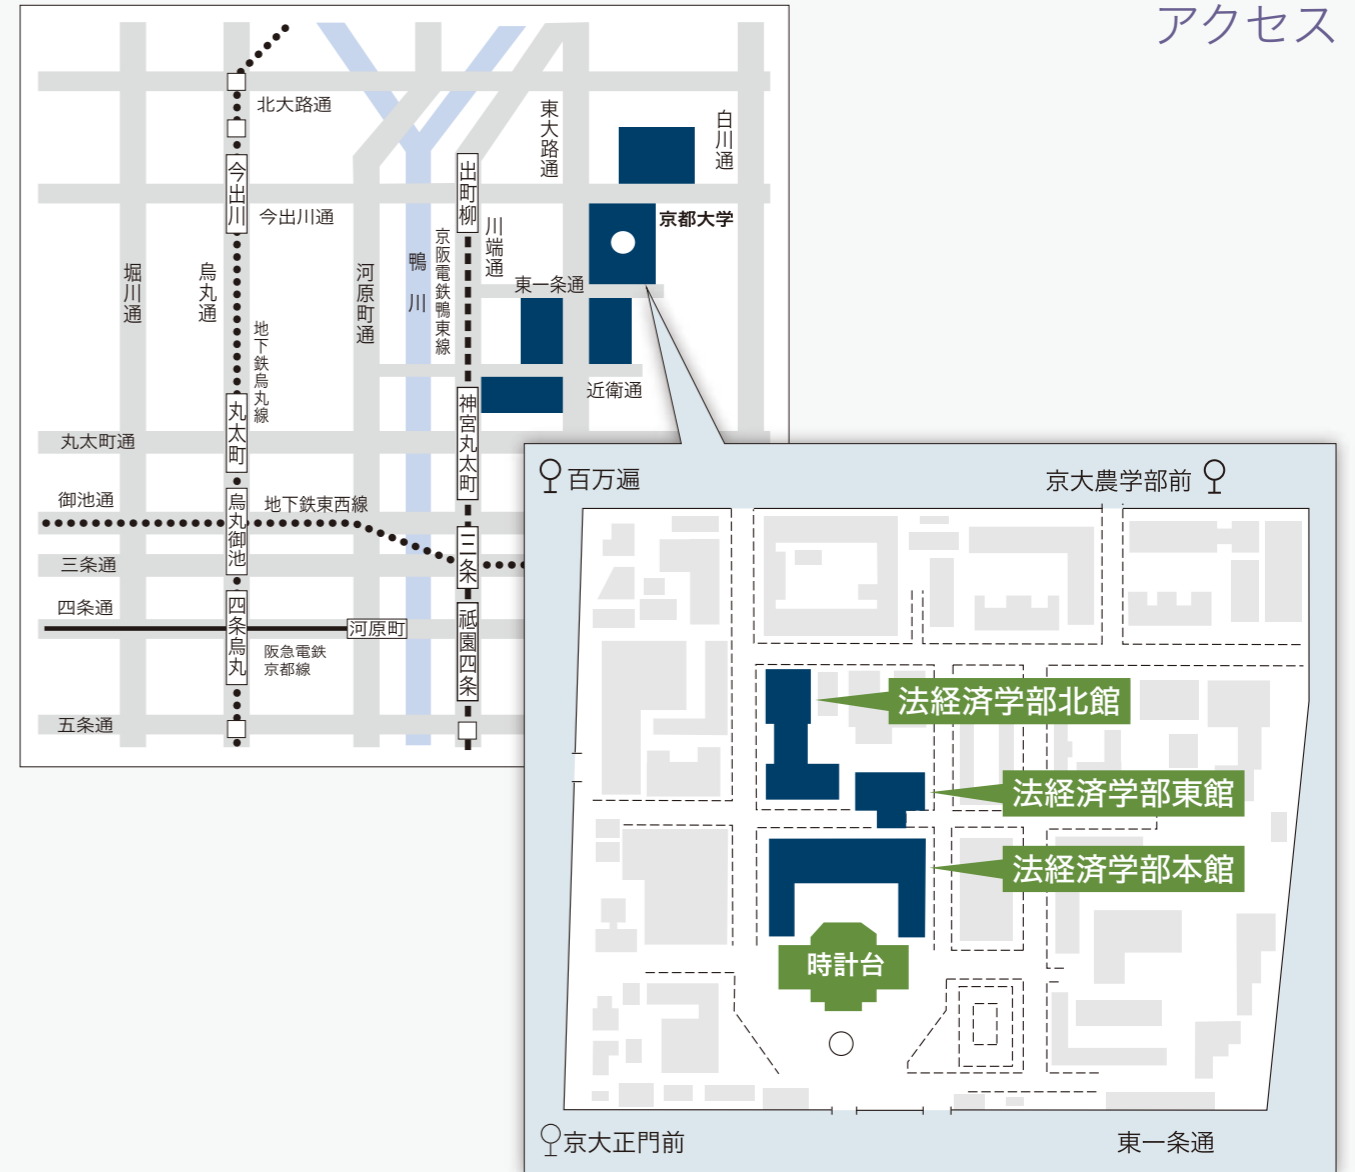 アクセス
北大路通
東大路通
白川通
今出川
出町柳
今出川通
京都大学
川端通
京阪電鉄鴨東線
鴨川
堀川通
烏丸通
河原町通
東一条通
地下鉄烏丸線
近衛通
丸太町
神宮丸太町
丸太町通
御池通
烏丸御池
地下鉄東西線
三条
三条通
四条通
四条烏丸
河原町
祇園四条
阪急電鉄
京都線
五条通
百万遍
京大農学部前
法経済学部北館
法経済学部東館
法経済学部本館
時計台
京大正門前
東一条通